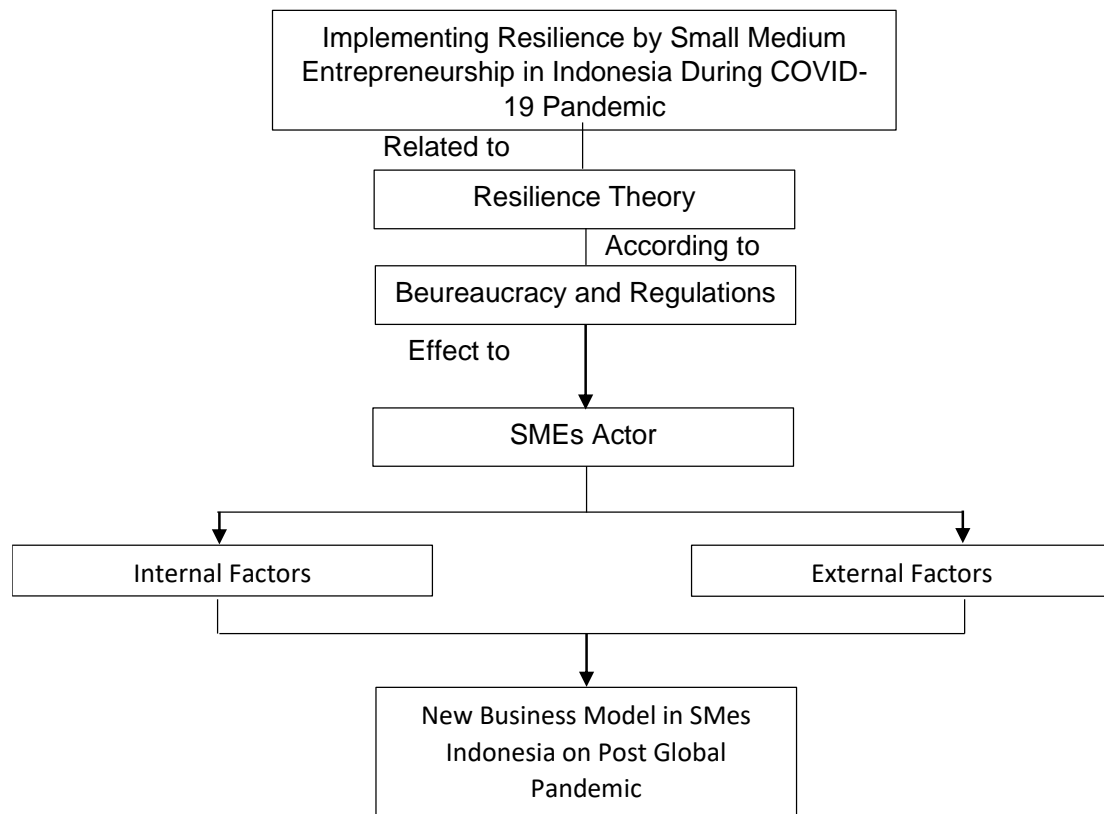 Implementing Resilience by Small Medium
Entrepreneurship in Indonesia During COVID-
19 Pandemic
Related to
Resilience Theory
According to
Beureaucracy and Regulations
Effect to
SMEs Actor
Internal Factors
External Factors
New Business Model in SMes
Indonesia on Post Global
Pandemic